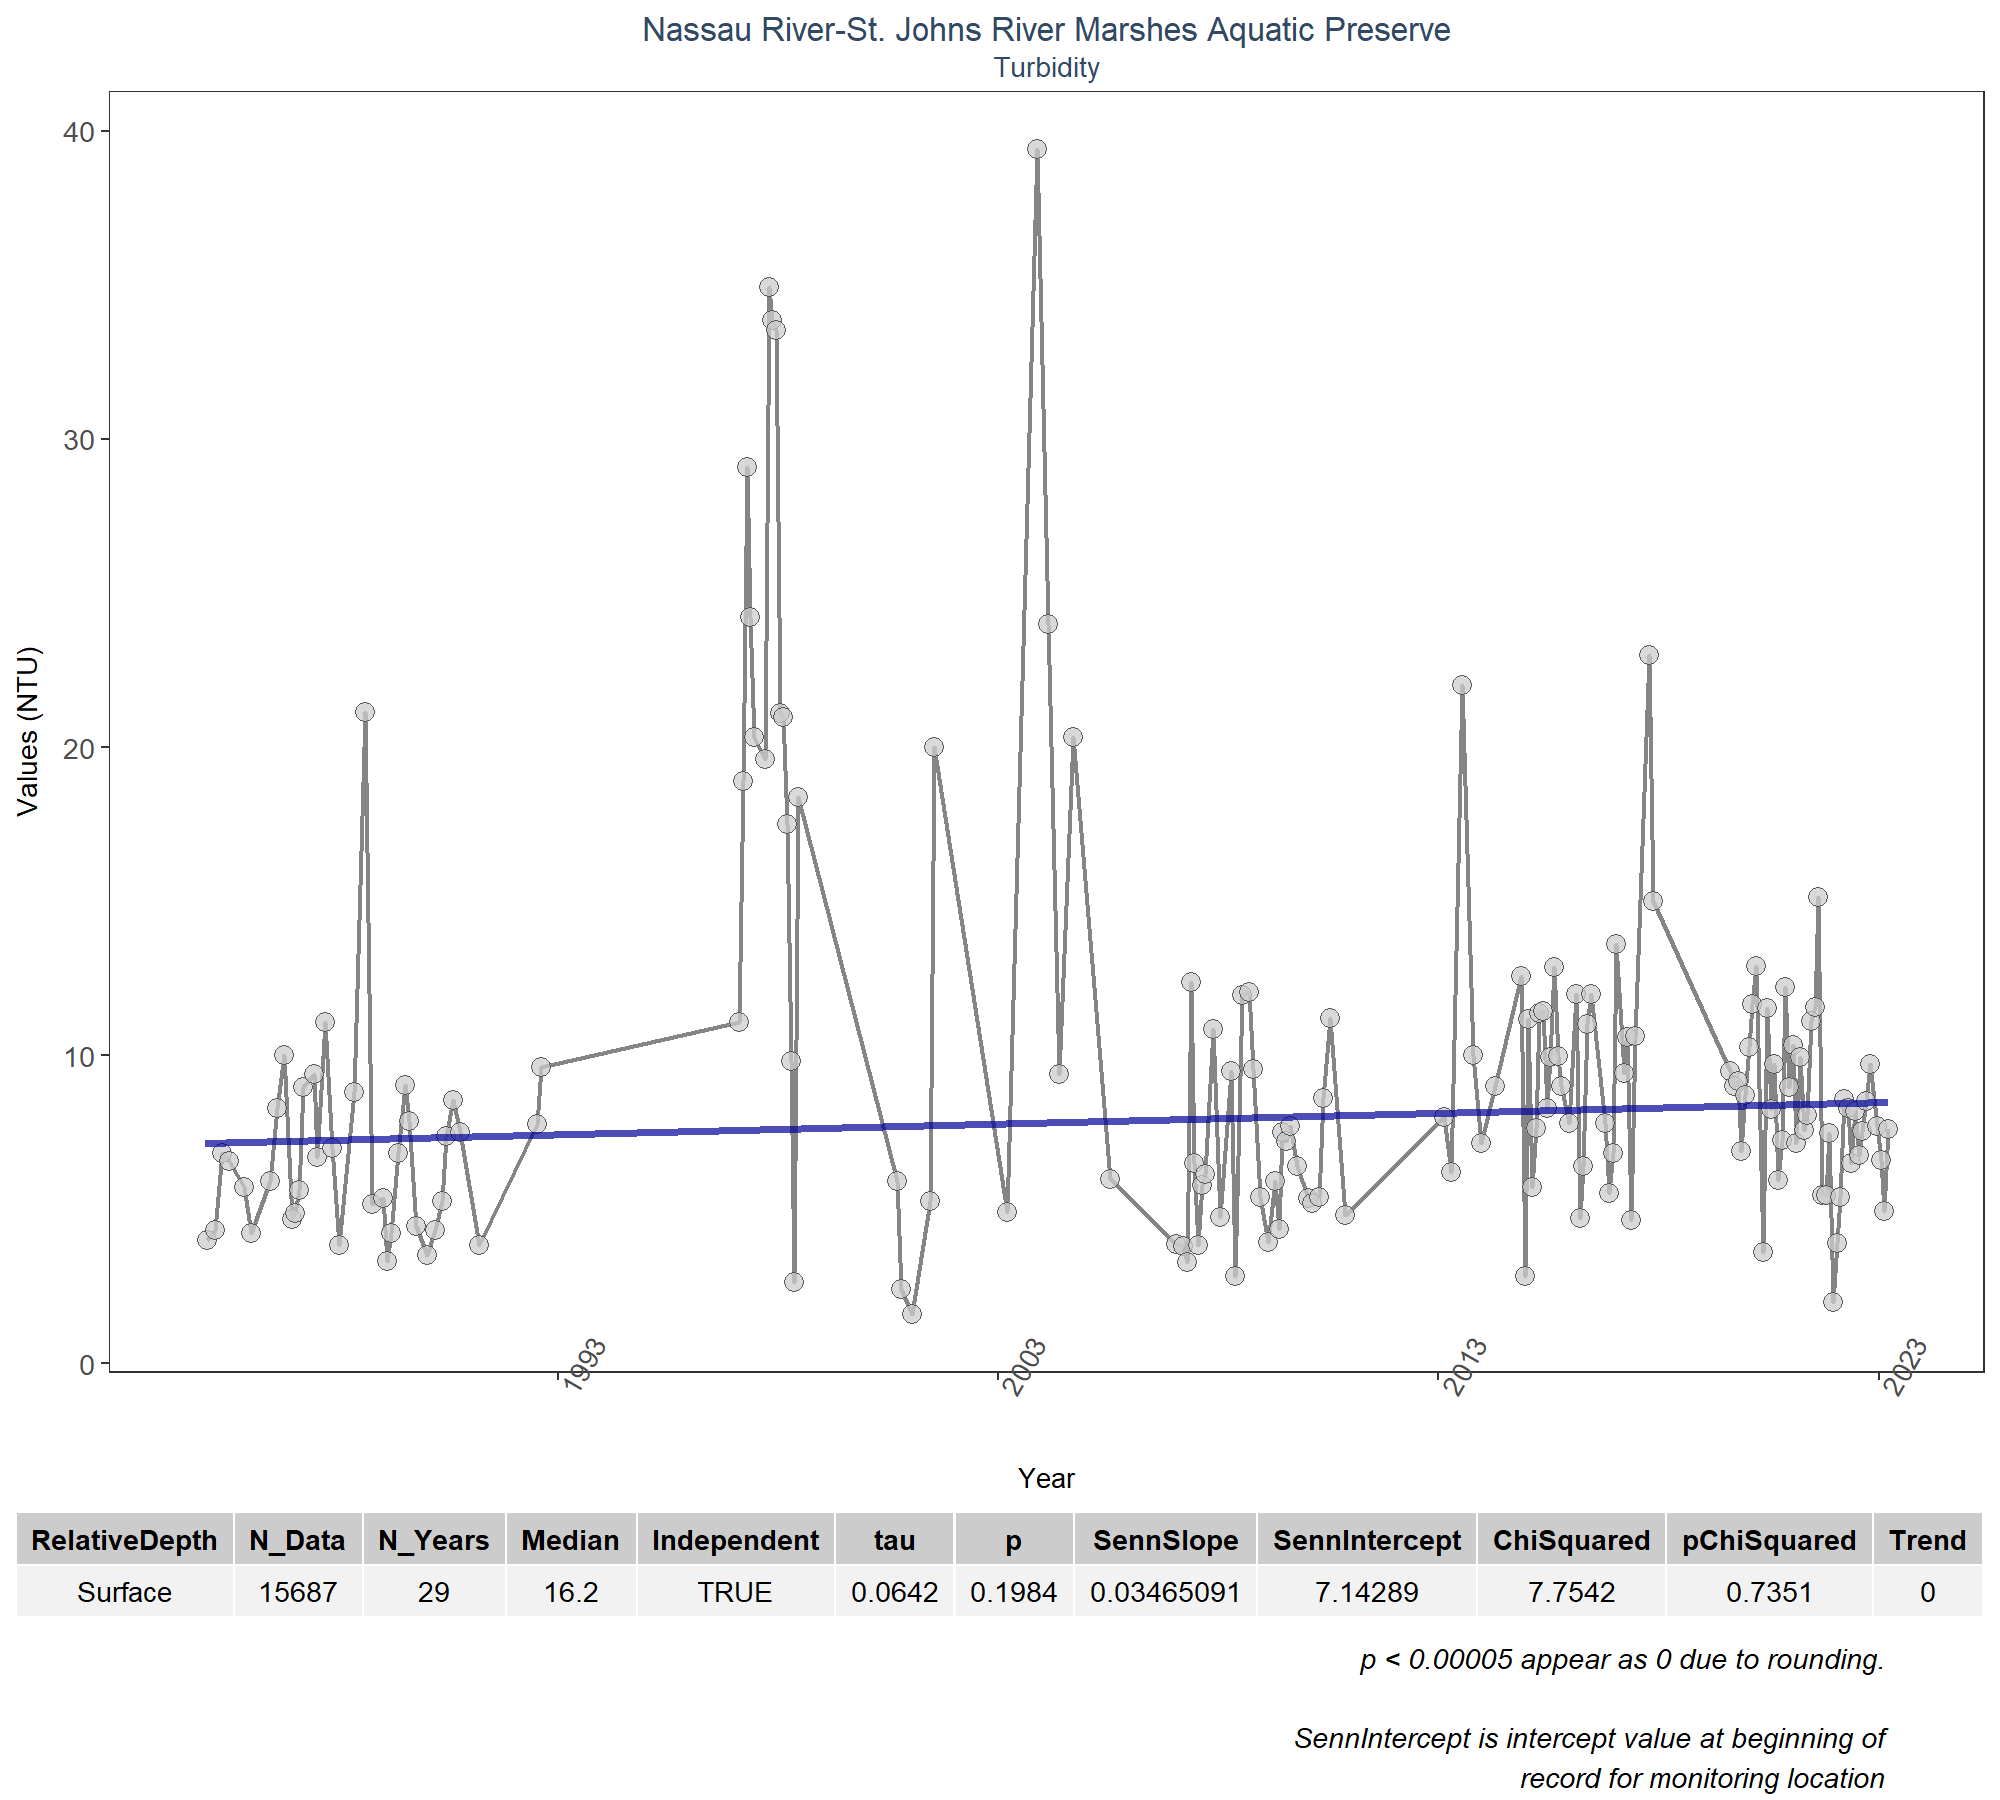 Nassau River-St. Johns River Marshes Aquatic Preserve
Turbidity
40
30
20
10
0
Values (NTU)
1993
2003
2013
2023
Year
RelativeDepth N_Data N_Years Median Independent tau p SennSlope SennIntercept ChiSquared pChiSquared Trend
Surface 15687 29 16.2 TRUE 0.0642 0.1984 0.03465091 7.14289 7.7542 0.7351 0
p < 0.00005 appear as 0 due to rounding.
SennIntercept is intercept value at beginning of
record for monitoring location